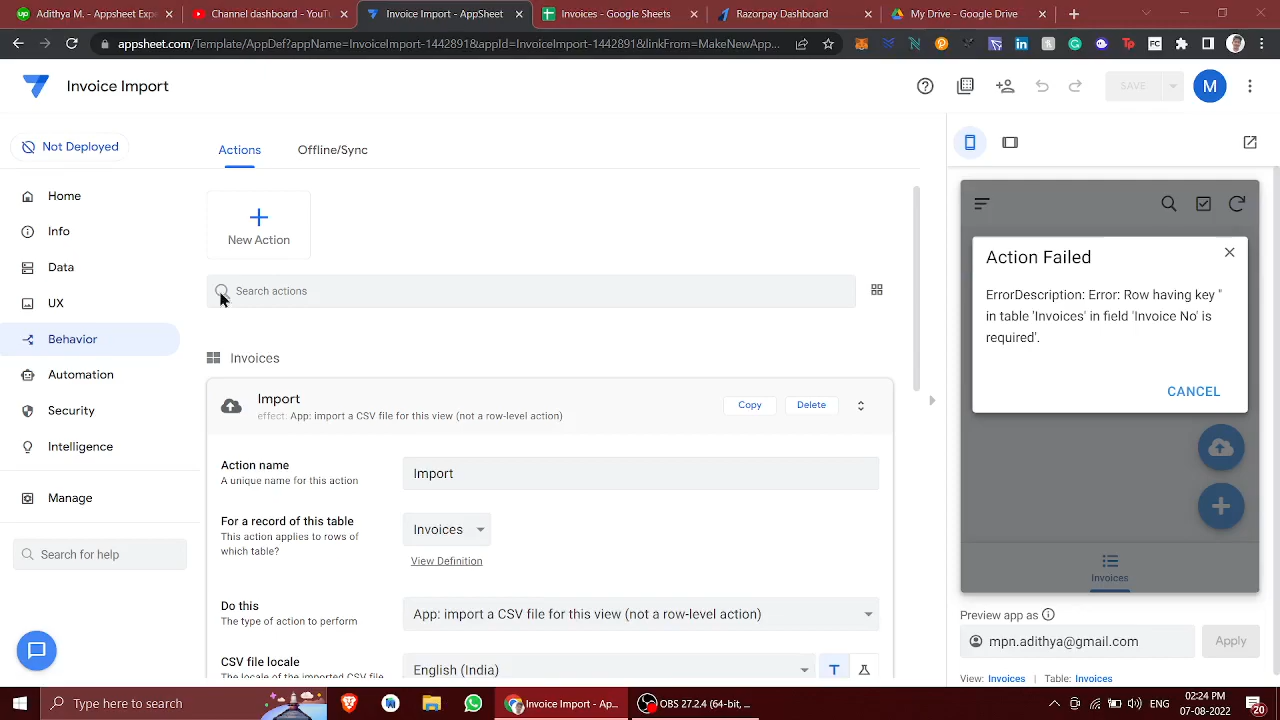 Adithya M. - Appsheet Expe
Channel dashboard - YouTu
Invoice Import - AppSheet
Invoices - Google Sheets
Razorpay Dashboard
My Drive - Google Drive
appsheet.com/Template/AppDef?appName=InvoiceImport-1442891&appId=InvoiceImport-1442891&linkFrom=MakeNewApp...
Invoice Import
SAVE
M
Not Deployed
Actions
Offline/Sync
Home
Info
Data
UX
Behavior
Automation
Security
Intelligence
Manage
Search for help
New Action
Search actions
Invoices
Import
effect. App: import a CSV file for this view (not a row-level action)
Copy
Delete
Action name
A unique name for this action
Import
For a record of this table
This action applies to rows of
which table?
Invoices
View Definition
Do this
The type of action to perform
App: import a CSV file for this view (not a row-level action)
CSV file locale
The locale of the imported CSV file
English (India)
Action Failed
ErrorDescription: Error: Row having key ''
in table 'Invoices' in field 'Invoice No' is
required'.
CANCEL
Invoices
Preview app as
mpn.adithya@gmail.com
Apply
View: Invoices | Table: Invoices
Type here to search
Invoice Import - Ap...
OBS 27.2.4 (64-bit, ...
ENG
02:24 PM
07-08-2022
20